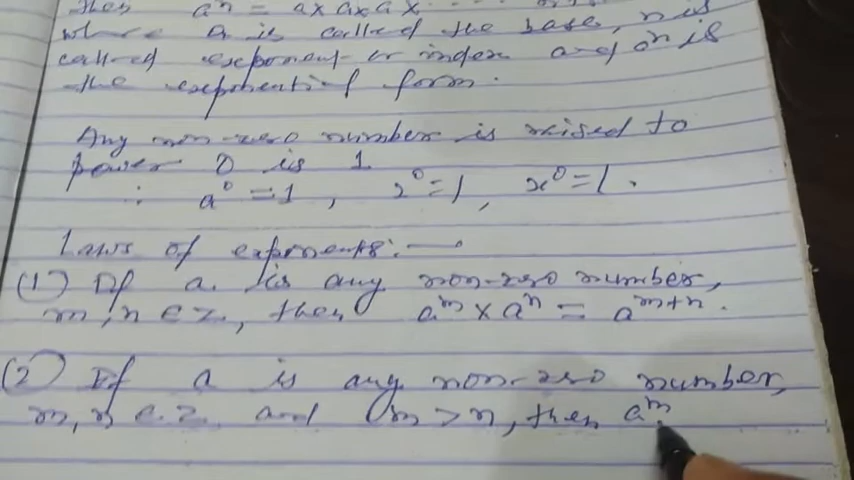 then aⁿ = a×a×a×...
where a is called the base, n is
called exponent or index and aⁿ is
the exponential form.
Any non-zero number is raised to
power 0 is 1
∴ a⁰ = 1, 2⁰ = 1, x⁰ = 1.
Laws of exponents:—
(1) If a is any non-zero number,
m, n ∈ z, then aᵐ × aⁿ = aᵐ⁺ⁿ.
(2) If a is any non-zero number,
m, n ∈ z. and m > n, then aᵐ